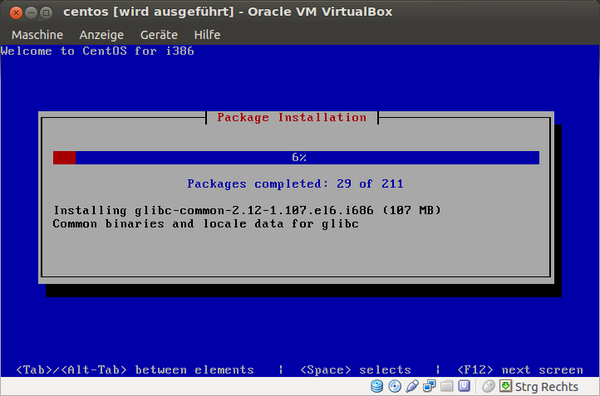 centos [wird ausgeführt] - Oracle VM VirtualBox
Maschine Anzeige Geräte Hilfe
Welcome to CentOS for i386
Package Installation
6%
Packages completed: 29 of 211
Installing glibc-common-2.12-1.107.el6.i686 (107 MB)
Common binaries and locale data for glibc
<Tab>/<Alt-Tab> between elements | <Space> selects | <F12> next screen
Strg Rechts